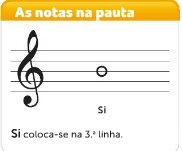 As notas na pauta
Si
Si coloca-se na 3.ª linha.